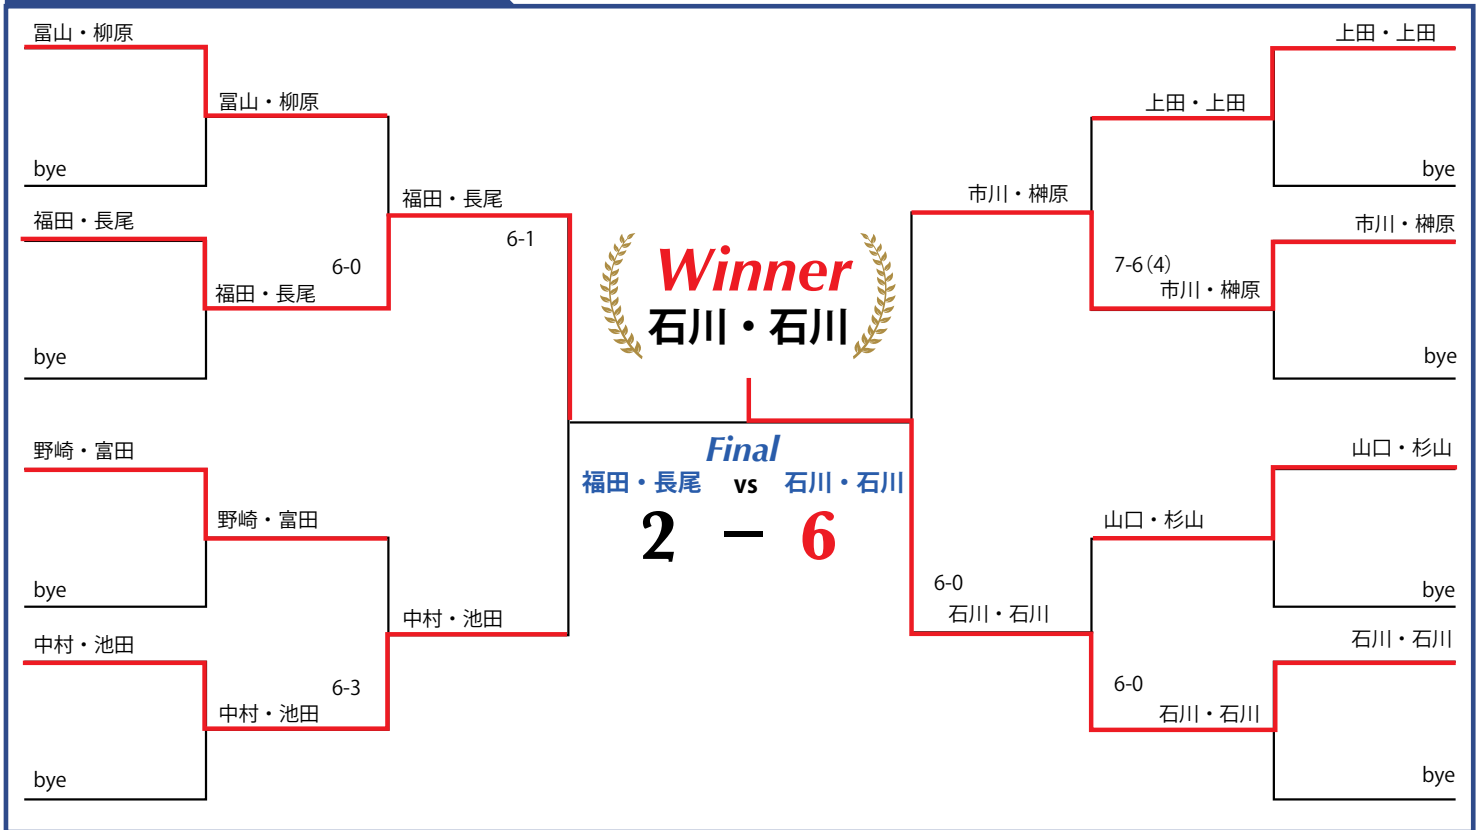 冨山・柳原
冨山・柳原
bye
福田・長尾
6-1
福田・長尾
6-0
福田・長尾
bye
野崎・富田
野崎・富田
bye
中村・池田
中村・池田
6-3
中村・池田
bye
Winner
石川・石川
Final
福田・長尾 vs 石川・石川
2 － 6
上田・上田
上田・上田
bye
市川・榊原
市川・榊原
7-6（4）
市川・榊原
bye
山口・杉山
山口・杉山
bye
6-0
石川・石川
石川・石川
6-0
石川・石川
bye